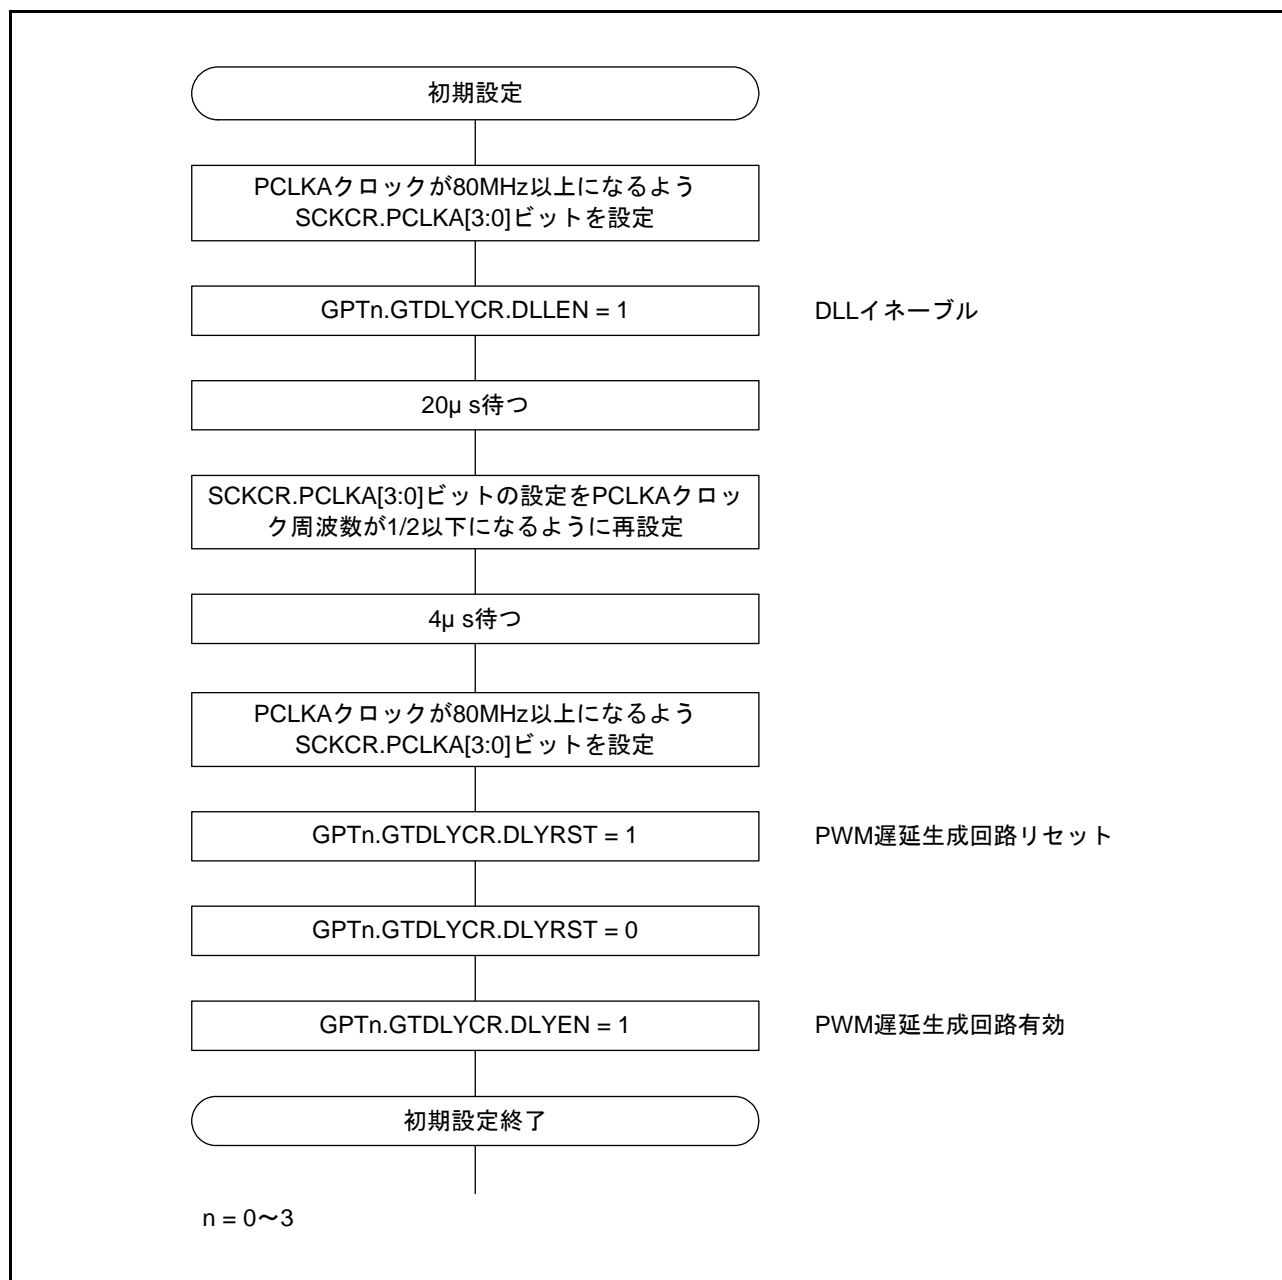 初期設定
PCLKAクロックが80MHz以上になるよう
SCKCR.PCLKA[3:0]ビットを設定
GPTn.GTDLYCR.DLLEN = 1
DLLイネーブル
20µ s待つ
SCKCR.PCLKA[3:0]ビットの設定をPCLKAクロッ
ク周波数が1/2以下になるように再設定
4µ s待つ
PCLKAクロックが80MHz以上になるよう
SCKCR.PCLKA[3:0]ビットを設定
GPTn.GTDLYCR.DLYRST = 1
PWM遅延生成回路リセット
GPTn.GTDLYCR.DLYRST = 0
GPTn.GTDLYCR.DLYEN = 1
PWM遅延生成回路有効
初期設定終了
n = 0～3